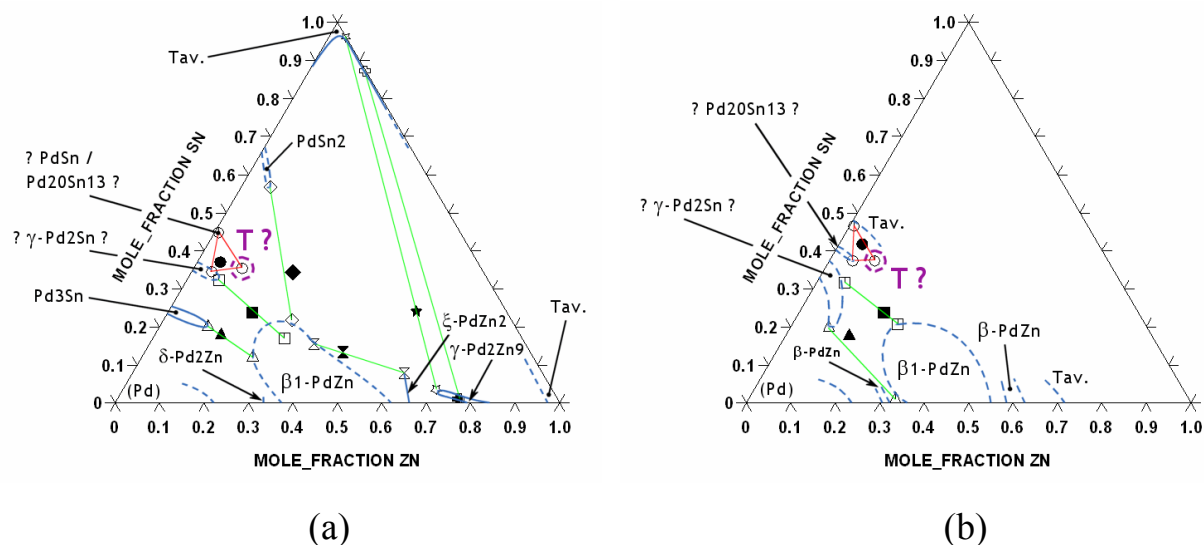 1.0
Tav.
0.9
0.8
0.7
PdSn2
0.6
? PdSn /
Pd20Sn13 ?
MOLE_FRACTION SN
0.5
T ?
? γ-Pd2Sn ?
0.4
0.3
Pd3Sn
0.2
ξ-PdZn2
Tav.
δ-Pd2Zn
γ-Pd2Zn9
0.1
β1-PdZn
(Pd)
0
0 0.1 0.2 0.3 0.4 0.5 0.6 0.7 0.8 0.9 1.0
MOLE_FRACTION ZN
(a)
1.0
0.9
? Pd20Sn13 ?
0.8
0.7
0.6
MOLE_FRACTION SN
0.5
? γ-Pd2Sn ?
Tav.
0.4
T ?
0.3
0.2
β-PdZn
β-PdZn
0.1
β1-PdZn
Tav.
(Pd)
0
0 0.1 0.2 0.3 0.4 0.5 0.6 0.7 0.8 0.9 1.0
MOLE_FRACTION ZN
(b)